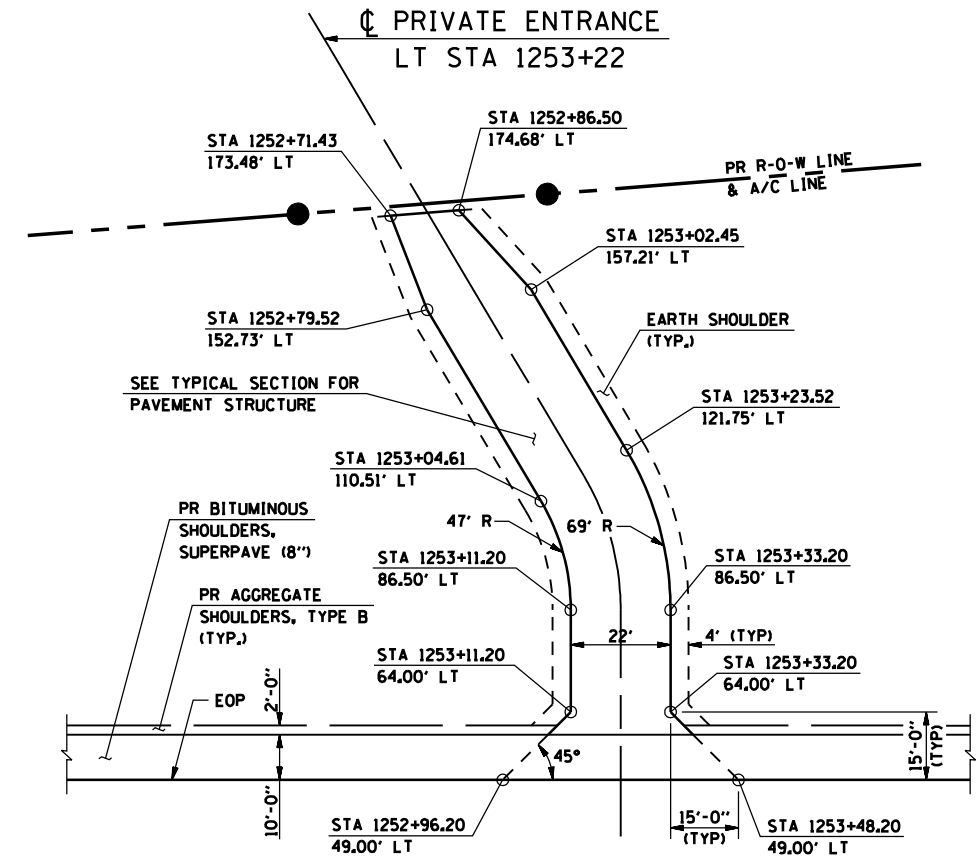 ℄ PRIVATE ENTRANCE
LT STA 1253+22
STA 1252+86.50
174.68' LT
STA 1252+71.43
173.48' LT
PR R-O-W LINE
& A/C LINE
STA 1253+02.45
157.21' LT
STA 1252+79.52
152.73' LT
EARTH SHOULDER
(TYP.)
SEE TYPICAL SECTION FOR
PAVEMENT STRUCTURE
STA 1253+23.52
121.75' LT
STA 1253+04.61
110.51' LT
PR BITUMINOUS
SHOULDERS,
SUPERPAVE (8")
47' R
69' R
STA 1253+11.20
86.50' LT
STA 1253+33.20
86.50' LT
PR AGGREGATE
SHOULDERS, TYPE B
(TYP.)
22'
4' (TYP)
STA 1253+11.20
64.00' LT
STA 1253+33.20
64.00' LT
EOP
2'-0"
15'-0"
(TYP)
45°
10'-0"
15'-0"
(TYP)
STA 1252+96.20
49.00' LT
STA 1253+48.20
49.00' LT